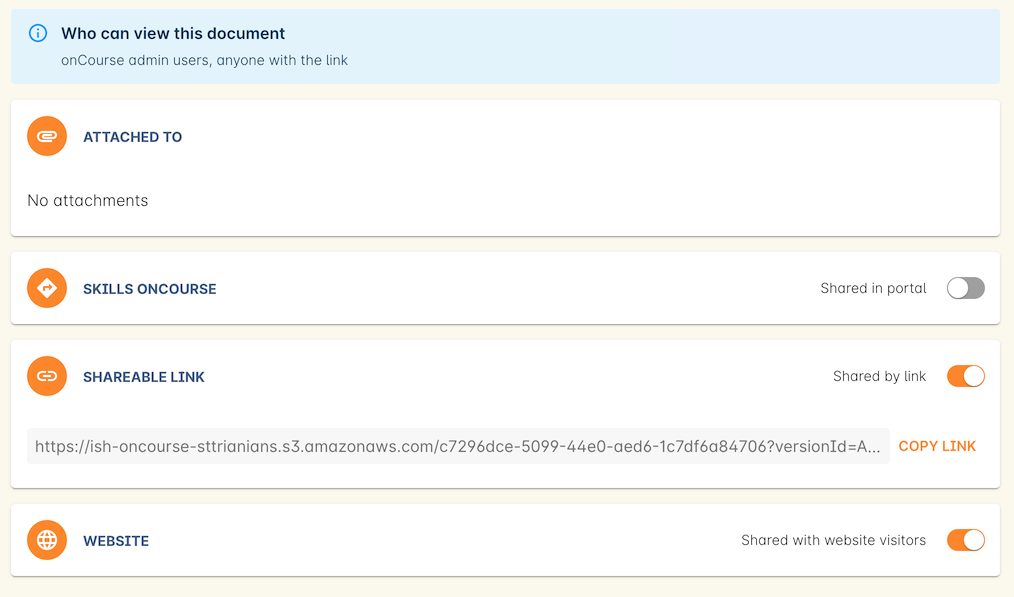 Who can view this document
onCourse admin users, anyone with the link
ATTACHED TO
No attachments
SKILLS ONCOURSE
Shared in portal
SHAREABLE LINK
Shared by link
https://ish-oncourse-sttrianians.s3.amazonaws.com/c7296dce-5099-44e0-aed6-1c7df6a84706?versionId=A...
COPY LINK
WEBSITE
Shared with website visitors